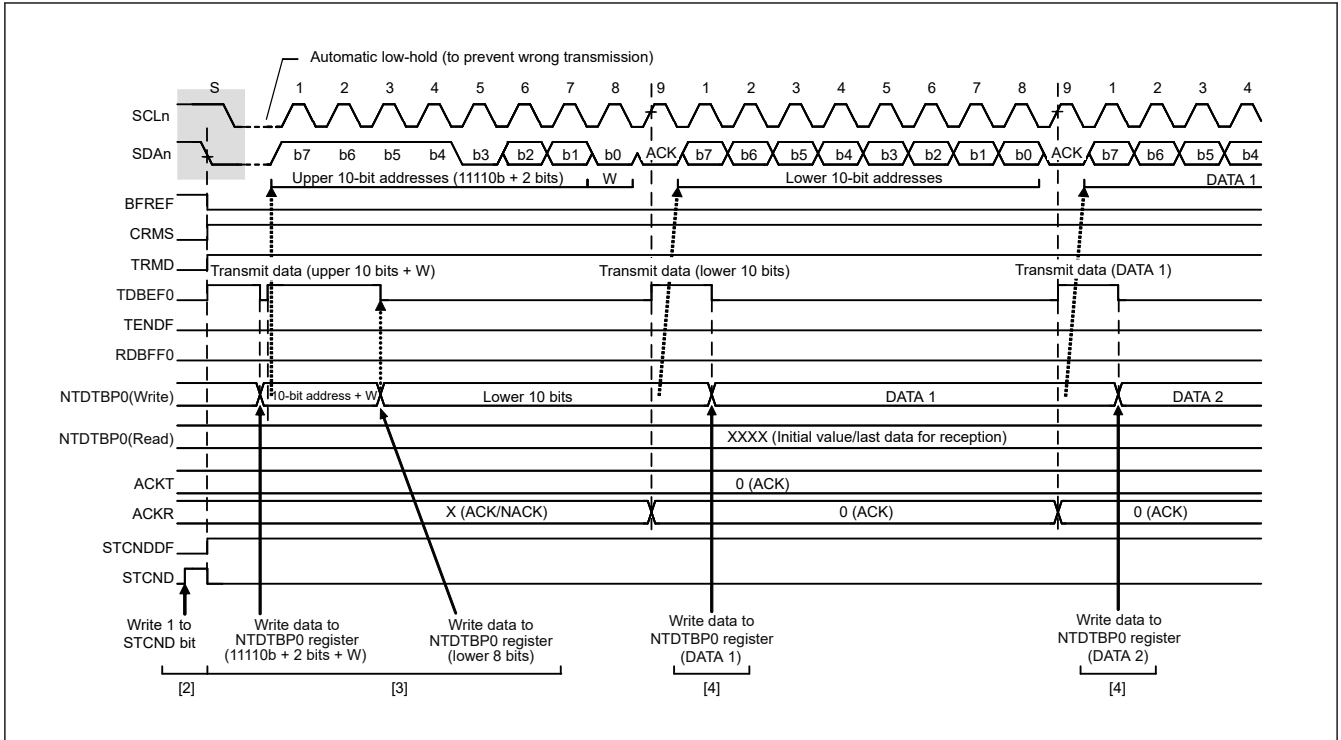 Automatic low-hold (to prevent wrong transmission)
S 1 2 3 4 5 6 7 8 9 1 2 3 4 5 6 7 8 9 1 2 3 4
SCLn
SDAn b7 b6 b5 b4 b3 b2 b1 b0 ACK b7 b6 b5 b4 b3 b2 b1 b0 ACK b7 b6 b5 b4
Upper 10-bit addresses (11110b + 2 bits) W Lower 10-bit addresses DATA 1
BFREF
CRMS
TRMD
Transmit data (upper 10 bits + W) Transmit data (lower 10 bits) Transmit data (DATA 1)
TDBEF0
TENDF
RDBFF0
NTDTBP0(Write) 10-bit address + W Lower 10 bits DATA 1 DATA 2
NTDTBP0(Read) XXXX (Initial value/last data for reception)
ACKT 0 (ACK)
ACKR X (ACK/NACK) 0 (ACK) 0 (ACK)
STCNDDF
STCND
Write 1 to
STCND bit
Write data to
NTDTBP0 register
(11110b + 2 bits + W)
Write data to
NTDTBP0 register
(lower 8 bits)
Write data to
NTDTBP0 register
(DATA 1)
Write data to
NTDTBP0 register
(DATA 2)
[2] [3] [4] [4]